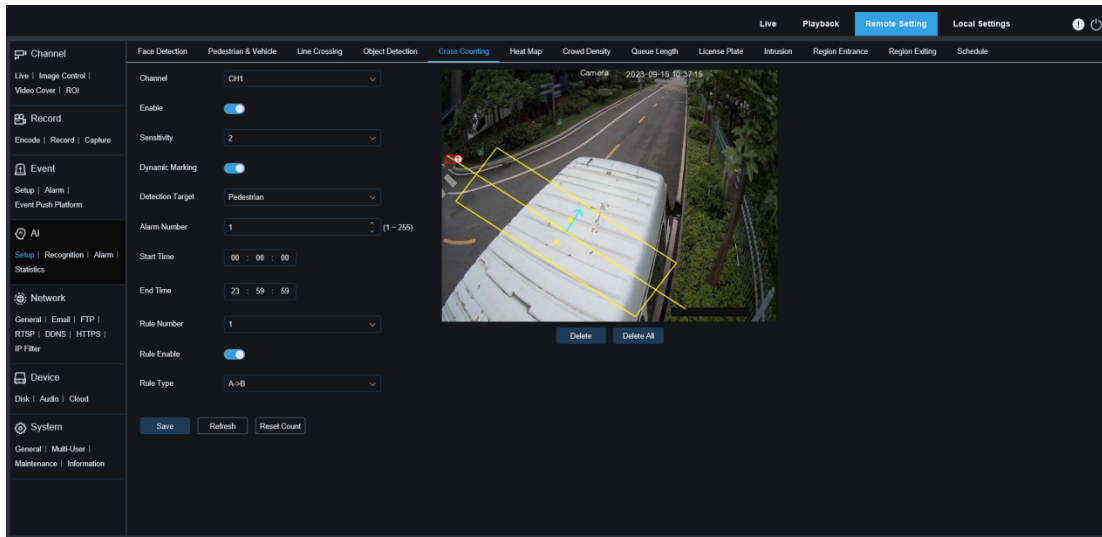 Live Playback Remote Setting Local Settings
Channel
Live | Image Control |
Video Cover | ROI
Record
Encode | Record | Capture
Event
Setup | Alarm |
Event Push Platform
AI
Setup | Recognition | Alarm |
Statistics
Network
General | Email | FTP |
RTSP | DDNS | HTTPS |
IP Filter
Device
Disk | Audio | Cloud
System
General | Multi-User |
Maintenance | Information
Face Detection Pedestrian & Vehicle Line Crossing Object Detection Cross Counting Heat Map Crowd Density Queue Length License Plate Intrusion Region Entrance Region Exiting Schedule
Channel CH1
Enable
Sensitivity 2
Dynamic Marking
Detection Target Pedestrian
Alarm Number 1 (1 ~ 255)
Start Time 00 : 00 : 00
End Time 23 : 59 : 59
Rule Number 1
Rule Enable
Rule Type A->B
Save Refresh Reset Count
Camera 2023-09-15 10:37:15
1
B
A
Delete Delete All